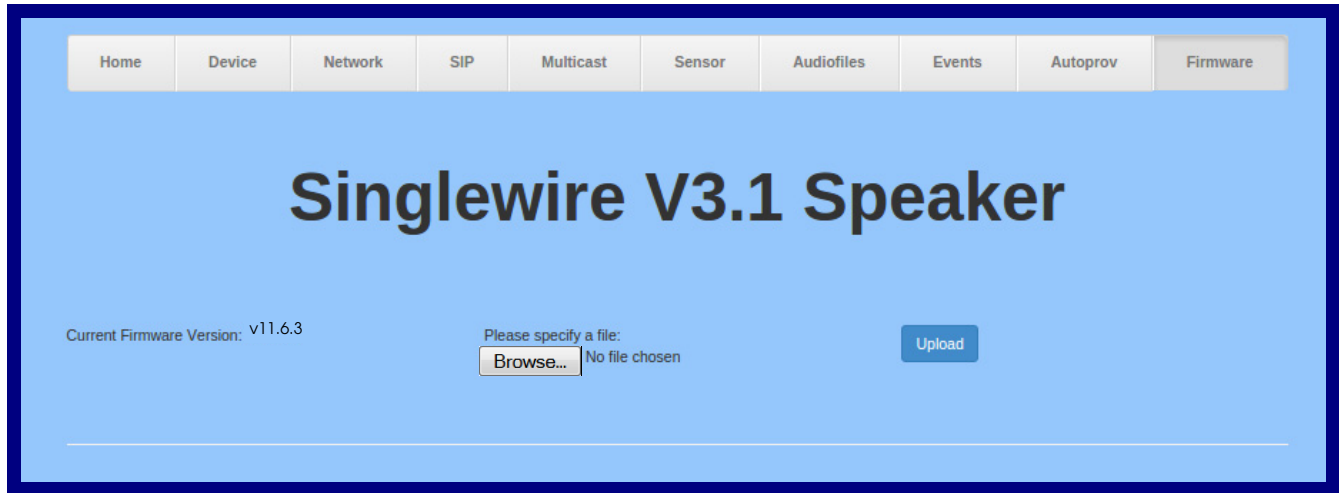 Home Device Network SIP Multicast Sensor Audiofiles Events Autoprov Firmware
Singlewire V3.1 Speaker
Current Firmware Version: v11.6.3
Please specify a file:
Browse... No file chosen
Upload